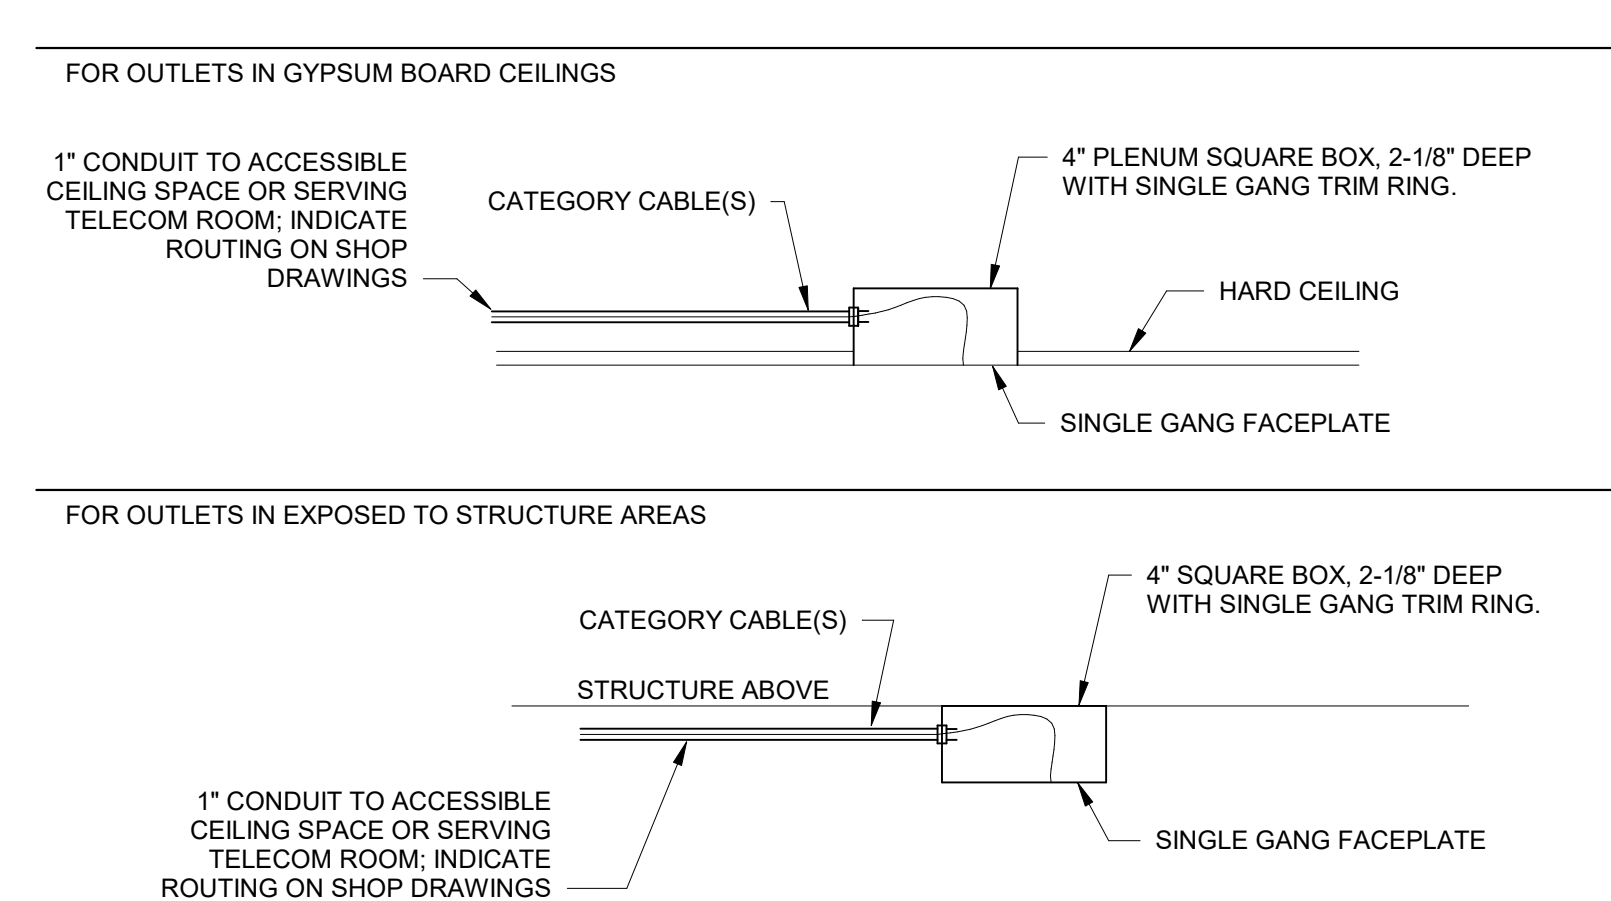 FOR OUTLETS IN GYPSUM BOARD CEILINGS
1" CONDUIT TO ACCESSIBLE
CEILING SPACE OR SERVING
TELECOM ROOM; INDICATE
ROUTING ON SHOP
DRAWINGS
CATEGORY CABLE(S)
4" PLENUM SQUARE BOX, 2-1/8" DEEP
WITH SINGLE GANG TRIM RING.
HARD CEILING
SINGLE GANG FACEPLATE
FOR OUTLETS IN EXPOSED TO STRUCTURE AREAS
4" SQUARE BOX, 2-1/8" DEEP
WITH SINGLE GANG TRIM RING.
CATEGORY CABLE(S)
STRUCTURE ABOVE
1" CONDUIT TO ACCESSIBLE
CEILING SPACE OR SERVING
TELECOM ROOM; INDICATE
ROUTING ON SHOP DRAWINGS
SINGLE GANG FACEPLATE